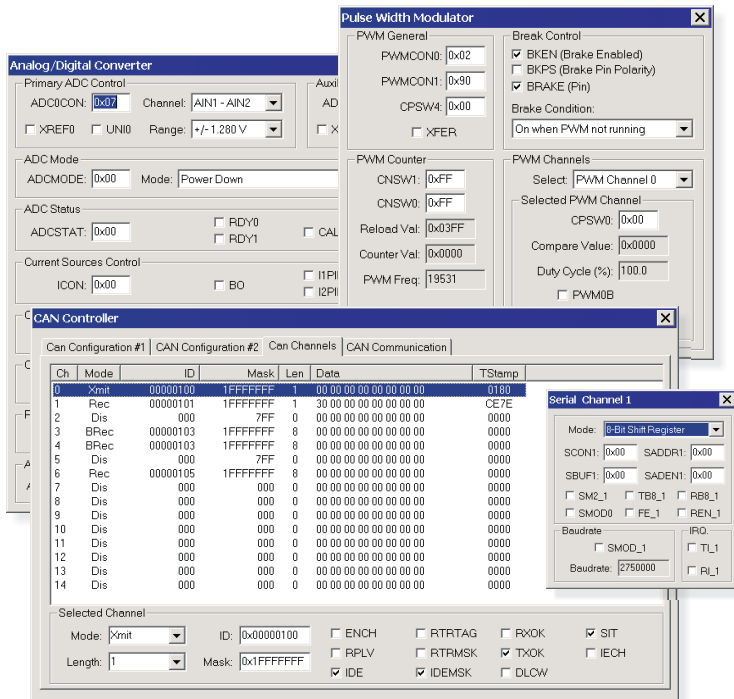 Pulse Width Modulator
PWM General
PWMCON0: 0x02
PWMCON1: 0x90
CPSW4: 0x00
XFER
Break Control
BKEN (Brake Enabled)
BKPS (Brake Pin Polarity)
BRAKE (Pin)
Brake Condition:
On when PWM not running
PWM Counter
CNSW1: 0xFF
CNSW0: 0xFF
Reload Val: 0x03FF
Counter Val: 0x0000
PWM Freq: 19531
PWM Channels
Select: PWM Channel 0
Selected PWM Channel
CPSW0: 0x00
Compare Value: 0x0000
Duty Cycle (%): 100.0
PWM0B
Analog/Digital Converter
Primary ADC Control
ADC0CON: 0x07 Channel: AIN1 - AIN2
XREF0 UNI0 Range: +/- 1.280 V
Auxil
AD
X
ADC Mode
ADCMODE: 0x00 Mode: Power Down
ADC Status
ADCSTAT: 0x00
RDY0
RDY1
CAL
Current Sources Control
ICON: 0x00
BO
I1PI
I2PI
CAN Controller
Can Configuration #1 CAN Configuration #2 Can Channels CAN Communication
Ch Mode ID Mask Len Data TStamp
0 Xmit 00000100 1FFFFFFF 1 00 00 00 00 00 00 00 00 0180
1 Rec 00000101 1FFFFFFF 1 30 00 00 00 00 00 00 00 CE7E
2 Dis 000 7FF 0 00 00 00 00 00 00 00 00 0000
3 BRec 00000103 1FFFFFFF 8 00 00 00 00 00 00 00 00 0000
4 BRec 00000103 1FFFFFFF 8 00 00 00 00 00 00 00 00 0000
5 Dis 000 7FF 0 00 00 00 00 00 00 00 00 0000
6 Rec 00000105 1FFFFFFF 8 00 00 00 00 00 00 00 00 0000
7 Dis 000 000 0 00 00 00 00 00 00 00 00 0000
8 Dis 000 000 0 00 00 00 00 00 00 00 00 0000
9 Dis 000 000 0 00 00 00 00 00 00 00 00 0000
10 Dis 000 000 0 00 00 00 00 00 00 00 00 0000
11 Dis 000 000 0 00 00 00 00 00 00 00 00 0000
12 Dis 000 000 0 00 00 00 00 00 00 00 00 0000
13 Dis 000 000 0 00 00 00 00 00 00 00 00 0000
14 Dis 000 000 0 00 00 00 00 00 00 00 00 0000
Selected Channel
Mode: Xmit ID: 0x00000100
Length: 1 Mask: 0x1FFFFFFF
ENCH RTRTAG RXOK SIT
RPLV RTRMSK TXOK IECH
IDE IDEMSK DLCW
Serial Channel 1
Mode: 8-Bit Shift Register
SCON1: 0x00 SADDR1: 0x00
SBUF1: 0x00 SADEN1: 0x00
SM2_1 TB8_1 RB8_1
SMOD0 FE_1 REN_1
Baudrate
SMOD_1
Baudrate: 2750000
IRQ.
TI_1
RI_1